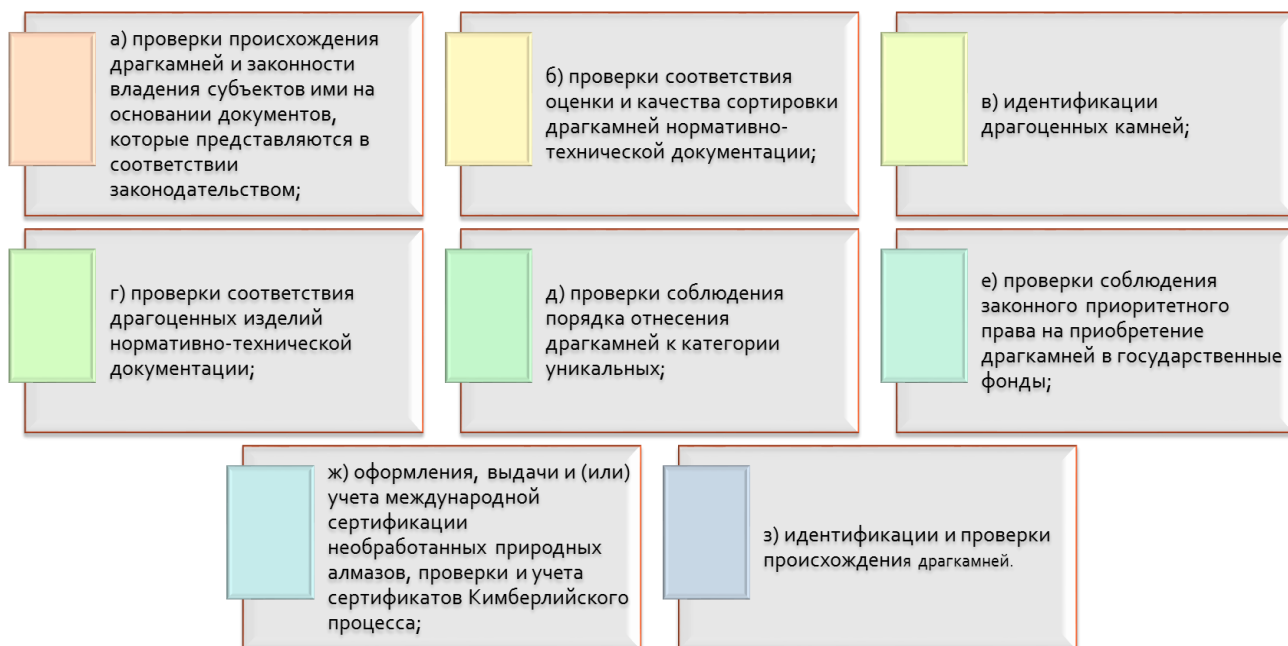 а) проверки происхождения
драгкамней и законности
владения субъектов ими на
основании документов,
которые представляются в
соответствии
законодательством;
б) проверки соответствия
оценки и качества сортировки
драгкамней нормативно-
технической документации;
в) идентификации
драгоценных камней;
г) проверки соответствия
драгоценных изделий
нормативно-технической
документации;
д) проверки соблюдения
порядка отнесения
драгкамней к категории
уникальных;
е) проверки соблюдения
законного приоритетного
права на приобретение
драгкамней в государственные
фонды;
ж) оформления, выдачи и (или)
учета международной
сертификации
необработанных природных
алмазов, проверки и учета
сертификатов Кимберлийского
процесса;
з) идентификации и проверки
происхождения драгкамней.